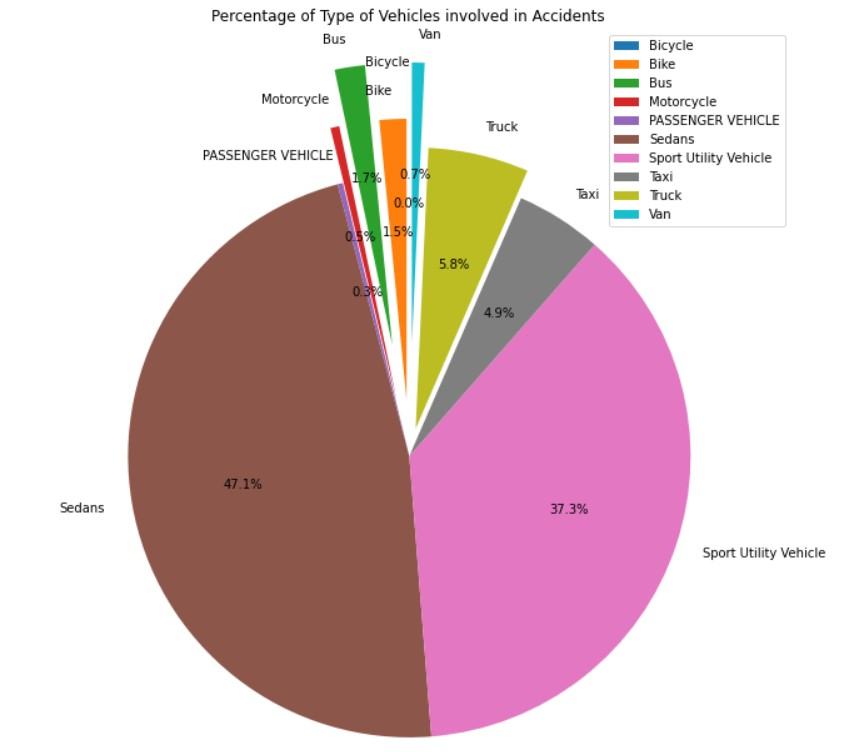 Percentage of Type of Vehicles involved in Accidents
Van
Bus
Bicycle
Bike
Motorcycle
PASSENGER VEHICLE
Truck
Taxi
Bicycle
Bike
Bus
Motorcycle
PASSENGER VEHICLE
Sedans
Sport Utility Vehicle
Taxi
Truck
Van
0.7%
1.7%
0.0%
1.5%
0.5%
5.8%
0.3%
4.9%
47.1%
Sedans
37.3%
Sport Utility Vehicle